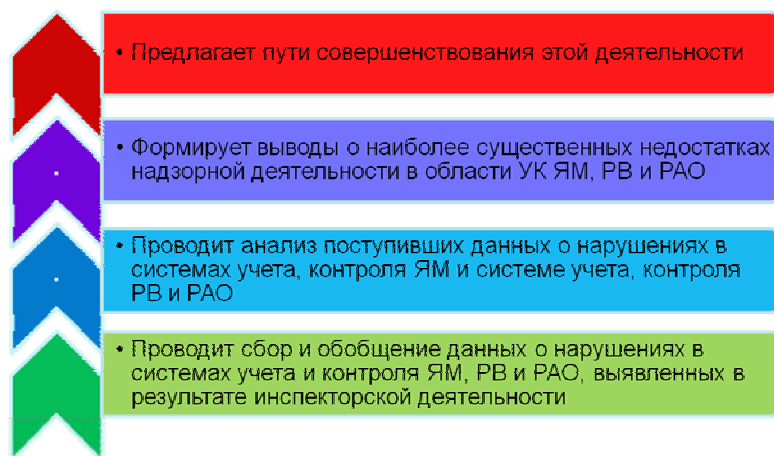 • Предлагает пути совершенствования этой деятельности
• Формирует выводы о наиболее существенных недостатках
надзорной деятельности в области УК ЯМ, РВ и РАО
• Проводит анализ поступивших данных о нарушениях в
системах учета, контроля ЯМ и системе учета, контроля
РВ и РАО
• Проводит сбор и обобщение данных о нарушениях в
системах учета и контроля ЯМ, РВ и РАО, выявленных в
результате инспекторской деятельности